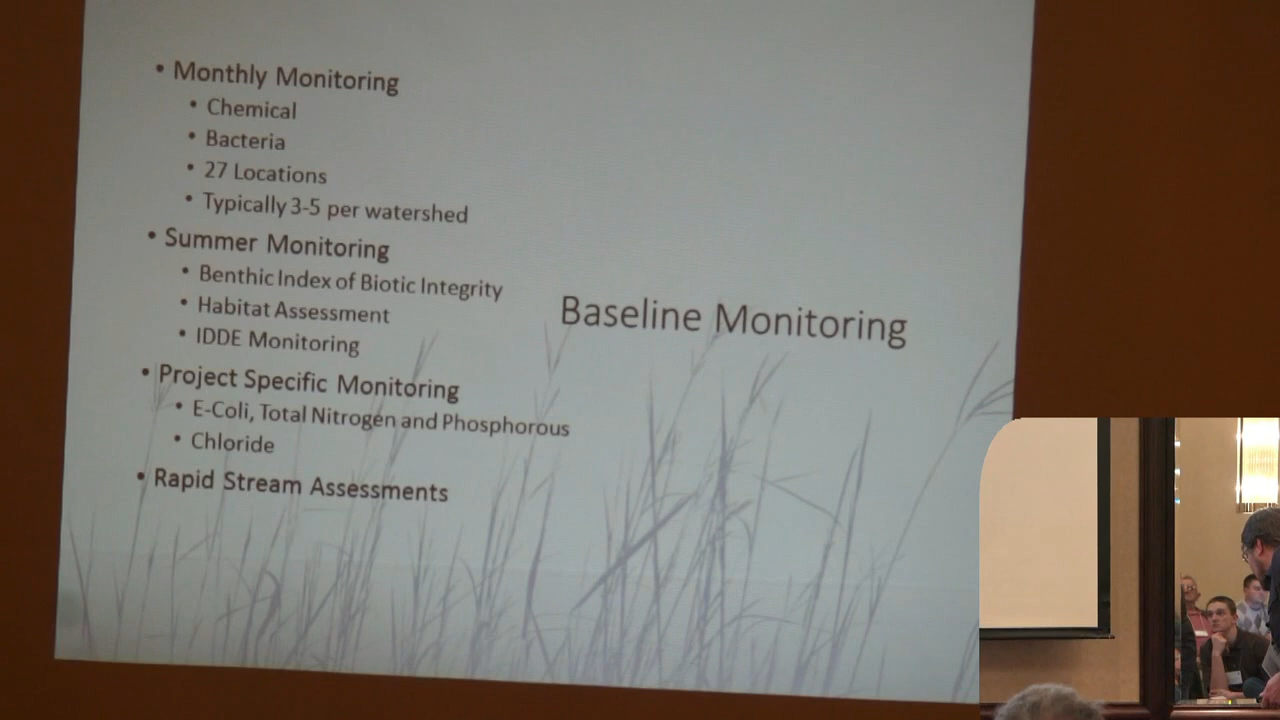 • Monthly Monitoring
• Chemical
• Bacteria
• 27 Locations
• Typically 3-5 per watershed
• Summer Monitoring
• Benthic Index of Biotic Integrity
• Habitat Assessment
• IDDE Monitoring
• Project Specific Monitoring
• E-Coli, Total Nitrogen and Phosphorous
• Chloride
• Rapid Stream Assessments
Baseline Monitoring